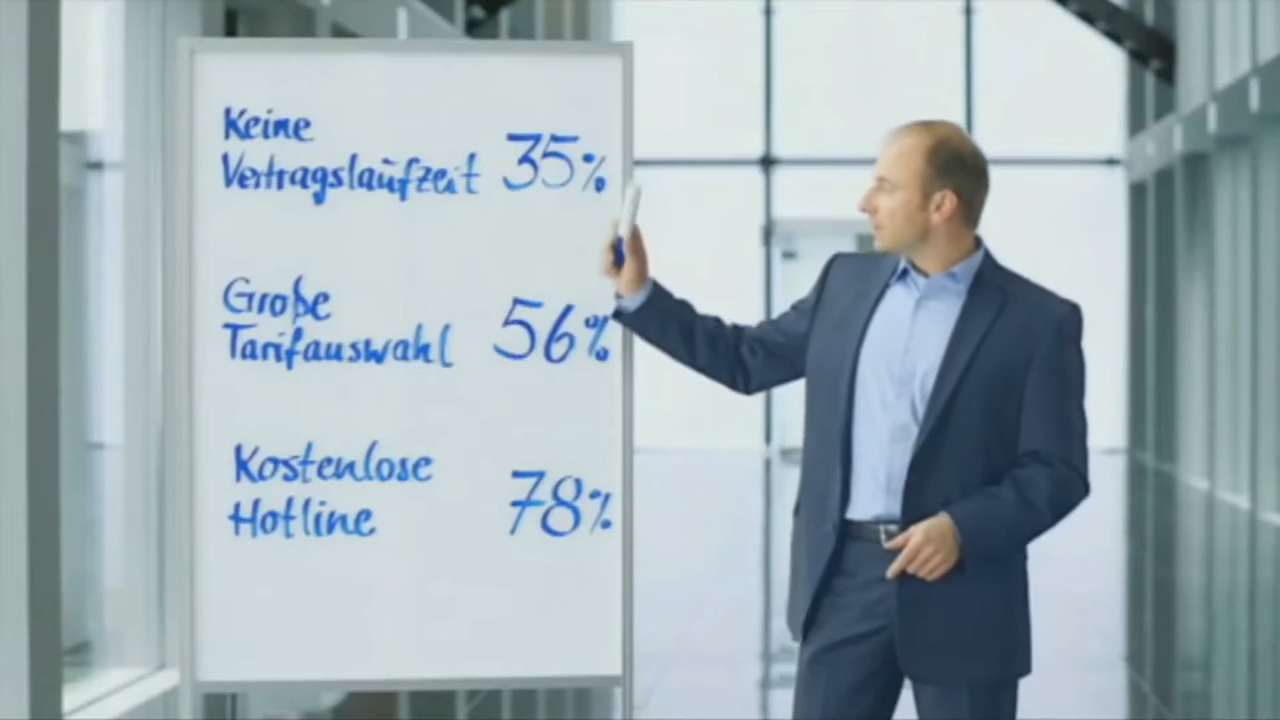 Keine
Vertragslaufzeit 35%
Große
Tarifauswahl 56%
Kostenlose
Hotline 78%